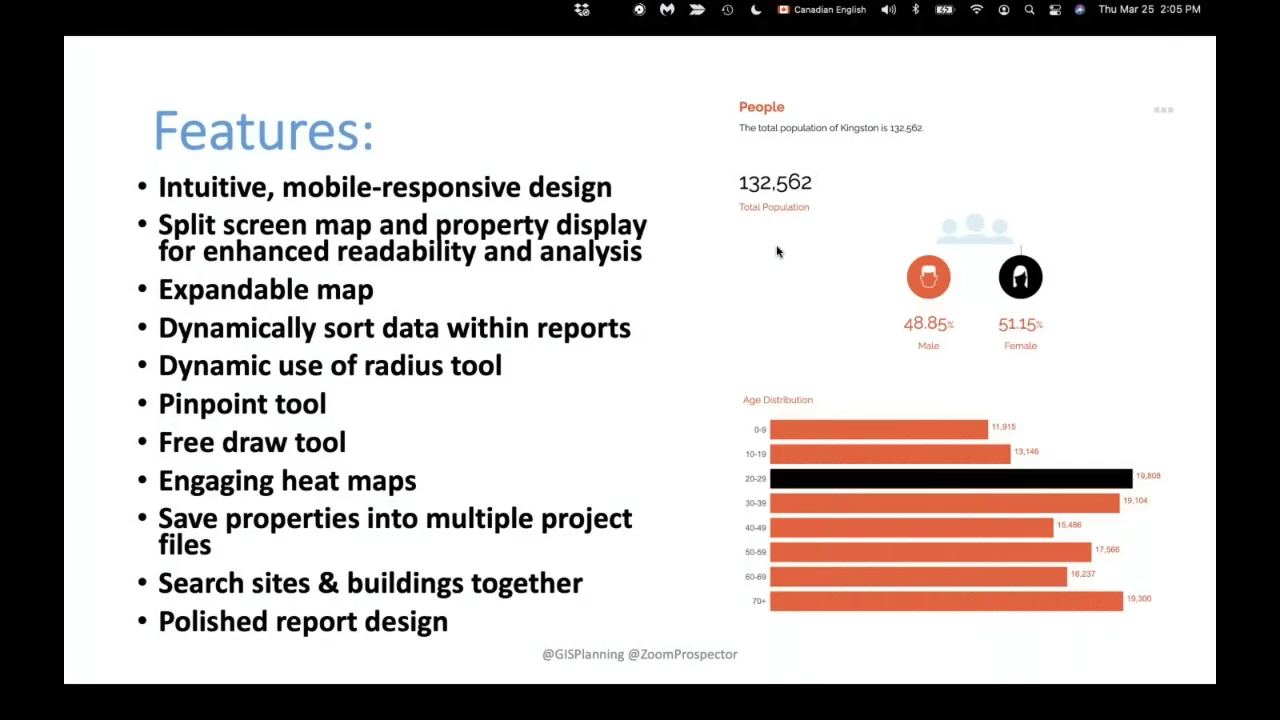 Canadian English
Thu Mar 25 2:05 PM
Features:
• Intuitive, mobile-responsive design
• Split screen map and property display
for enhanced readability and analysis
• Expandable map
• Dynamically sort data within reports
• Dynamic use of radius tool
• Pinpoint tool
• Free draw tool
• Engaging heat maps
• Save properties into multiple project
files
• Search sites & buildings together
• Polished report design
People
The total population of Kingston is 132,562.
132,562
Total Population
48.85% 51.15%
Male Female
Age Distribution
0-9 11,915
10-19 13,146
20-29 19,808
30-39 19,104
40-49 15,486
50-59 17,566
60-69 16,237
70+ 19,300
@GISPlanning @ZoomProspector